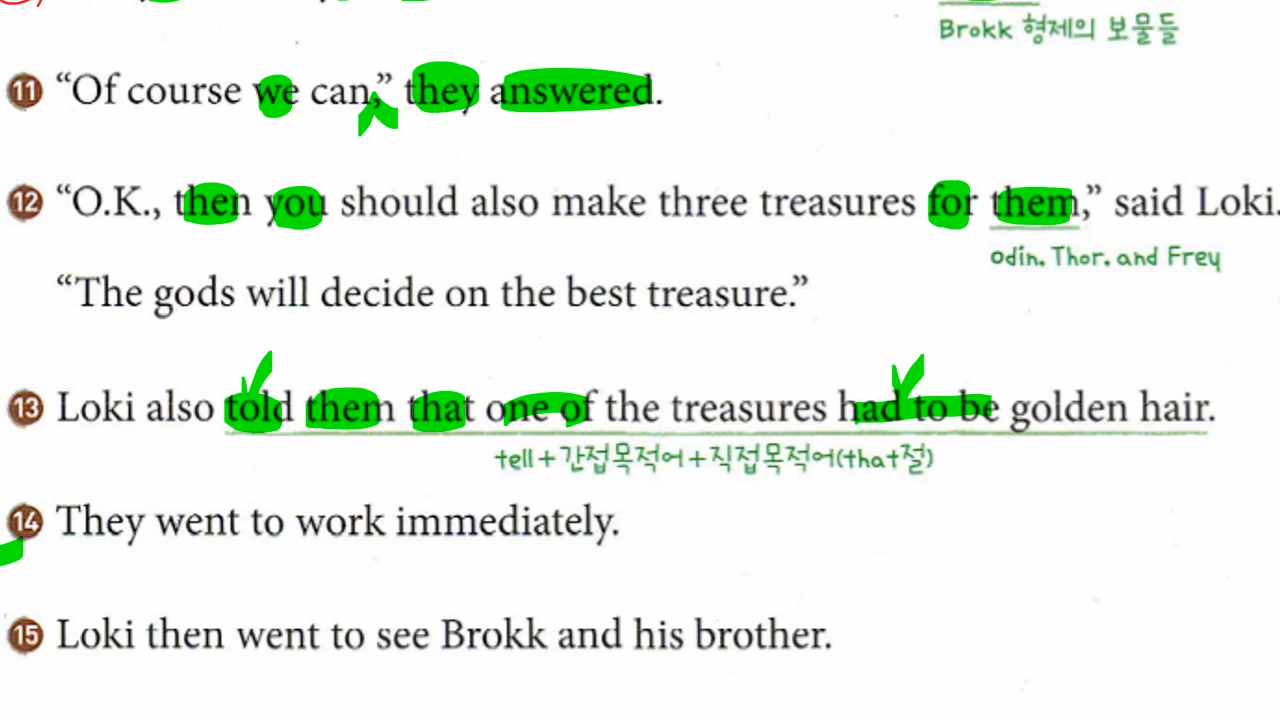 Brokk 형제의 보물들
11 “Of course we can,” they answered.
12 “O.K., then you should also make three treasures for them,” said Loki.
odin, Thor, and Frey
“The gods will decide on the best treasure.”
13 Loki also told them that one of the treasures had to be golden hair.
tell+간접목적어+직접목적어(that절)
14 They went to work immediately.
15 Loki then went to see Brokk and his brother.